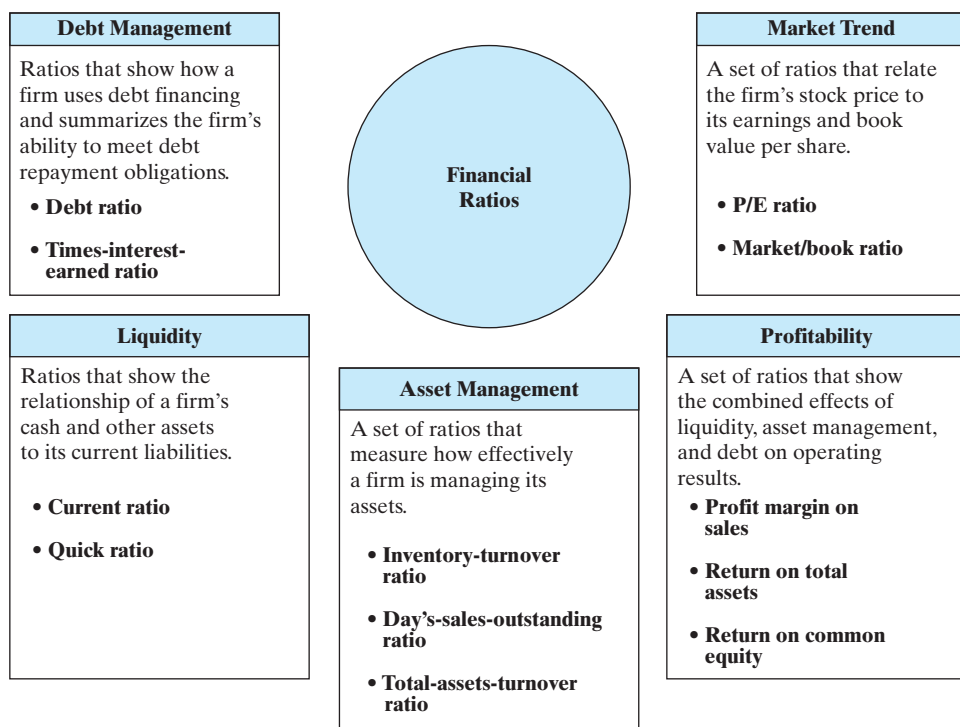 Debt Management
Ratios that show how a
firm uses debt financing
and summarizes the firm's
ability to meet debt
repayment obligations.
• Debt ratio
• Times-interest-
earned ratio
Financial
Ratios
Market Trend
A set of ratios that relate
the firm's stock price to
its earnings and book
value per share.
• P/E ratio
• Market/book ratio
Liquidity
Ratios that show the
relationship of a firm's
cash and other assets
to its current liabilities.
• Current ratio
• Quick ratio
Asset Management
A set of ratios that
measure how effectively
a firm is managing its
assets.
• Inventory-turnover
ratio
• Day's-sales-outstanding
ratio
• Total-assets-turnover
ratio
Profitability
A set of ratios that show
the combined effects of
liquidity, asset management,
and debt on operating
results.
• Profit margin on
sales
• Return on total
assets
• Return on common
equity